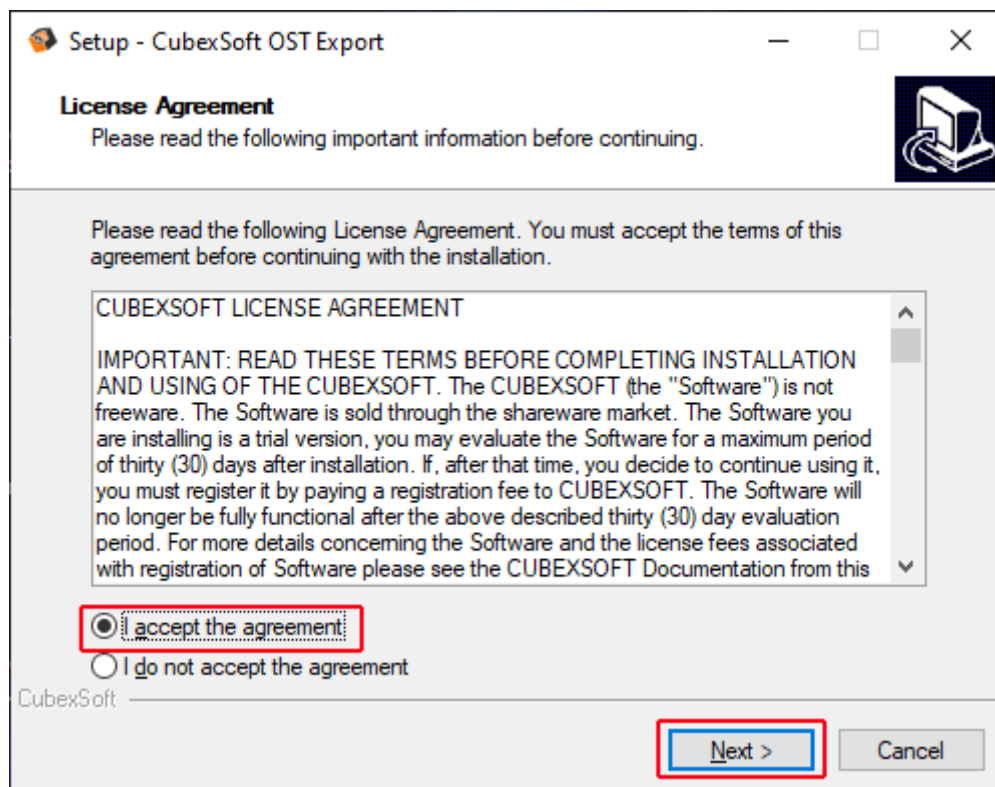 Setup - CubexSoft OST Export
License Agreement
Please read the following important information before continuing.
Please read the following License Agreement. You must accept the terms of this
agreement before continuing with the installation.
CUBEXSOFT LICENSE AGREEMENT
IMPORTANT: READ THESE TERMS BEFORE COMPLETING INSTALLATION
AND USING OF THE CUBEXSOFT. The CUBEXSOFT (the "Software") is not
freeware. The Software is sold through the shareware market. The Software you
are installing is a trial version, you may evaluate the Software for a maximum period
of thirty (30) days after installation. If, after that time, you decide to continue using it,
you must register it by paying a registration fee to CUBEXSOFT. The Software will
no longer be fully functional after the above described thirty (30) day evaluation
period. For more details concerning the Software and the license fees associated
with registration of Software please see the CUBEXSOFT Documentation from this
I accept the agreement
I do not accept the agreement
CubexSoft
Next >
Cancel